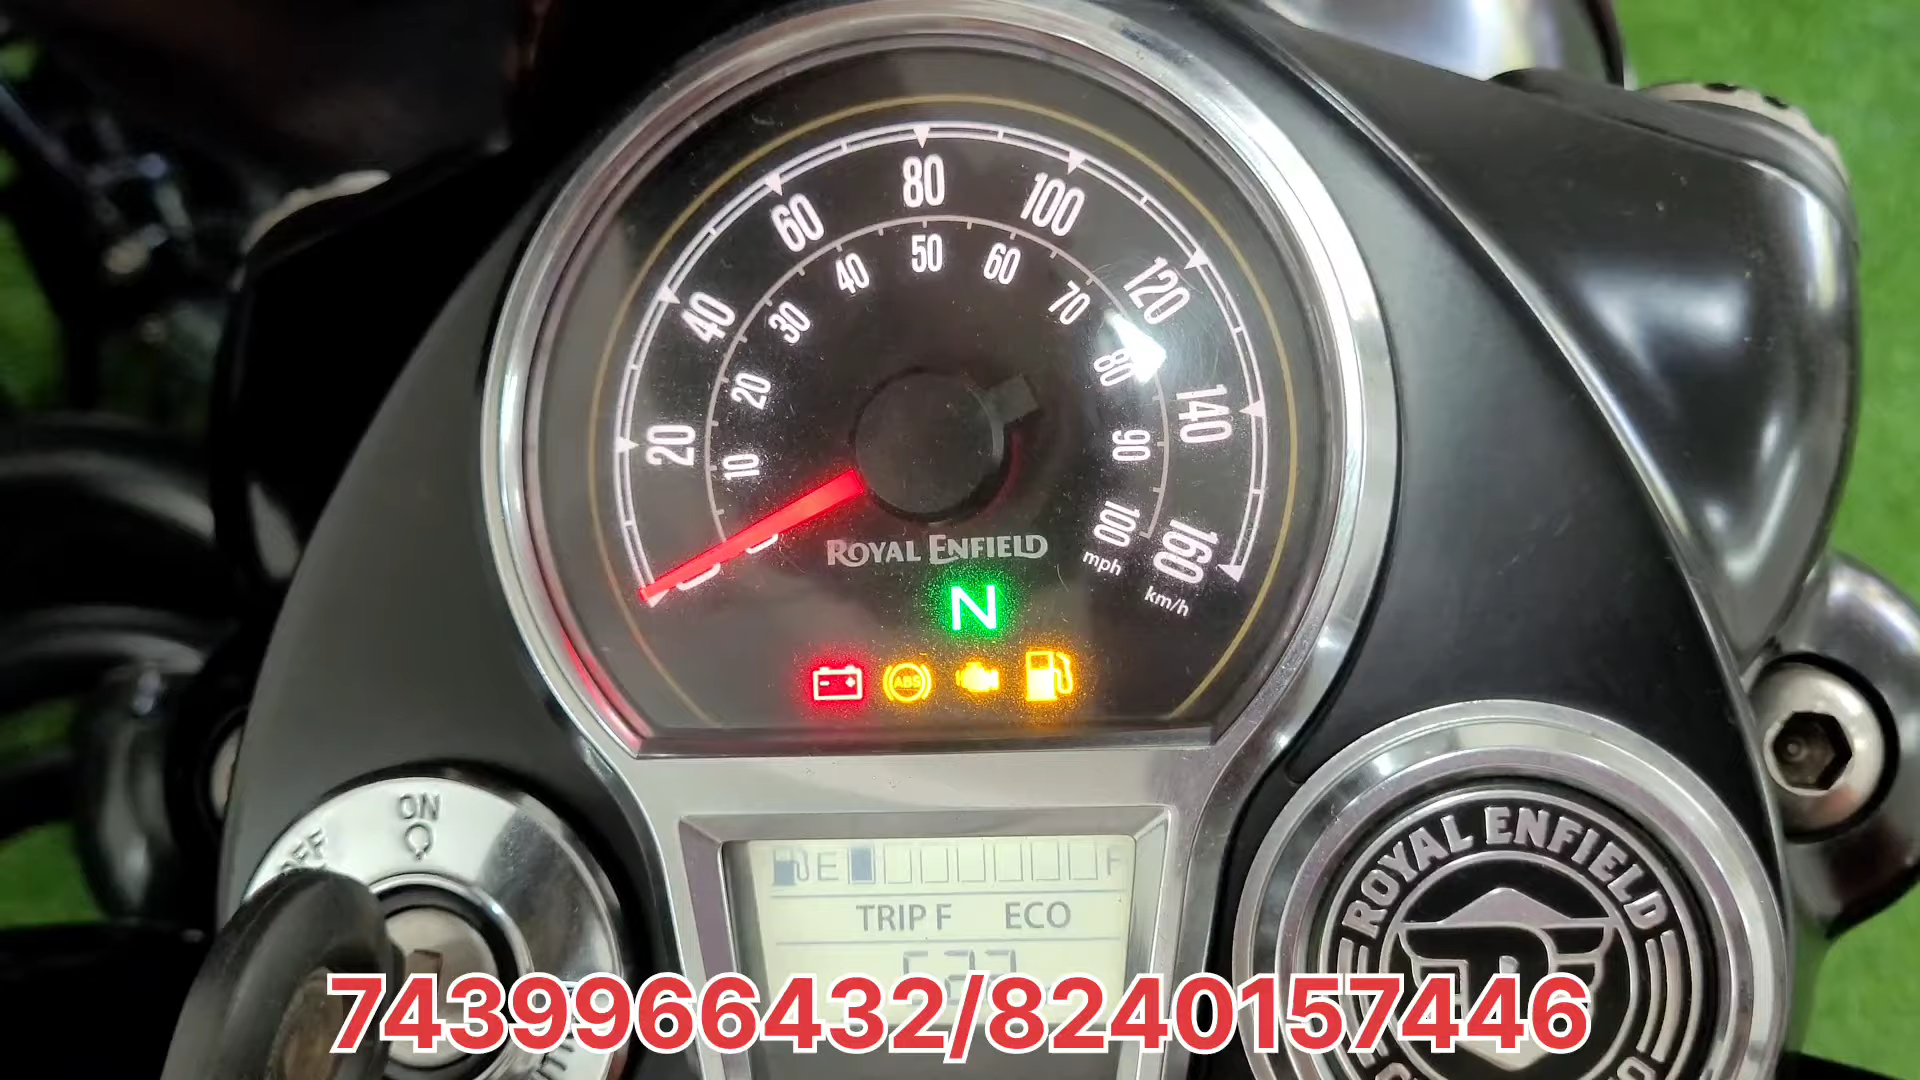 20
40
60
80
100
120
140
160
km/h
10
20
30
40
50
60
70
80
90
100
mph
ROYAL ENFIELD
N
ABS
ON
OFF
E F
TRIP F ECO
ROYAL ENFIELD
7439966432/8240157446